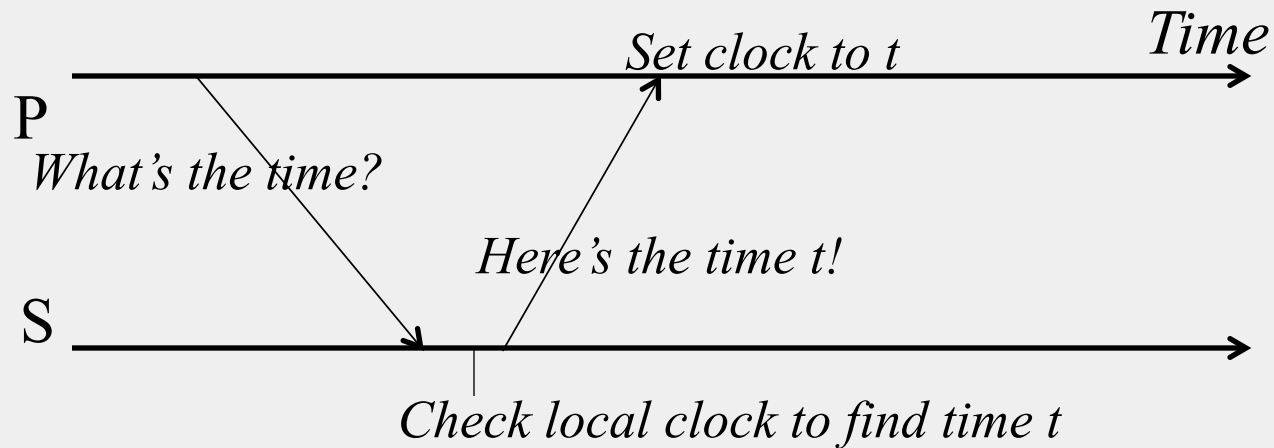 Time
Set clock to t
P
What’s the time?
Here’s the time t!
S
Check local clock to find time t